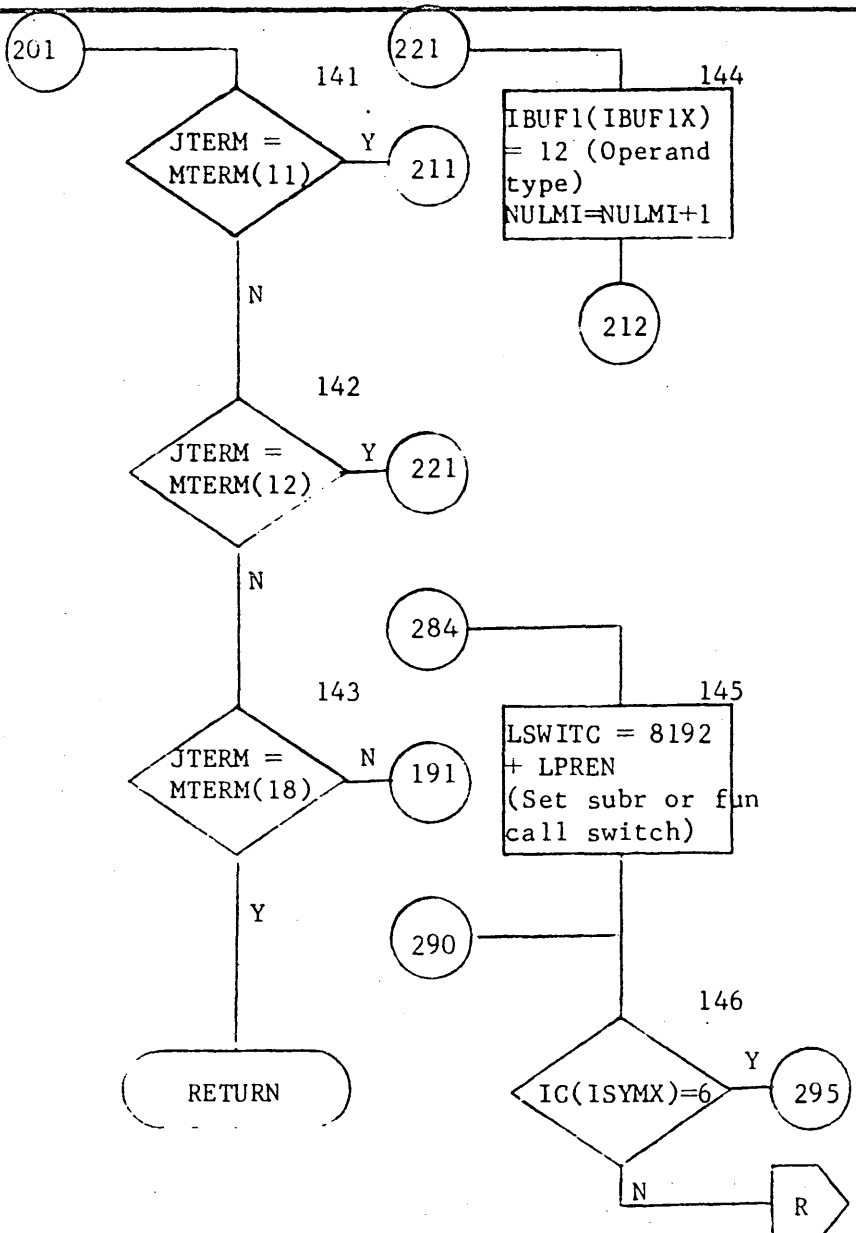 201
141
JTERM =
MTERM(11)
Y
211
N
142
JTERM =
MTERM(12)
Y
221
N
143
JTERM =
MTERM(18)
N
191
Y
RETURN
221
144
IBUF1(IBUF1X)
= 12 (Operand
type)
NULMI=NULMI+1
212
284
145
LSWITC = 8192
+ LPREN
(Set subr or fun
call switch)
290
146
IC(ISYMX)=6
Y
295
N
R